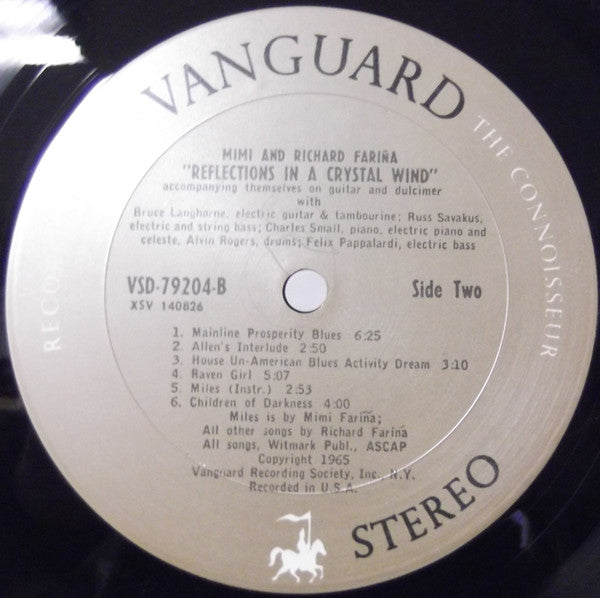 VANGUARD
MIMI AND RICHARD FARIÑA
"REFLECTIONS IN A CRYSTAL WIND"
accompanying themselves on guitar and dulcimer
with
Bruce Langhorne, electric guitar & tambourine; Russ Savakus,
electric and string bass; Charles Small, piano, electric piano and
celeste, Alvin Rogers, drums; Felix Pappalardi, electric bass
VSD-79204-B
XSV 140826
Side Two
1. Mainline Prosperity Blues 6:25
2. Allen's Interlude 2:50
3. House Un-American Blues Activity Dream 3:10
4. Raven Girl 5:07
5. Miles (Instr.) 2:53
6. Children of Darkness 4:00
Miles is by Mimi Fariña;
All other songs by Richard Fariña
All songs, Witmark Publ., ASCAP
Copyright 1965
Vanguard Recording Society, Inc., N.Y.
Recorded in U.S.A.
THE CONNOISSEUR
STEREO